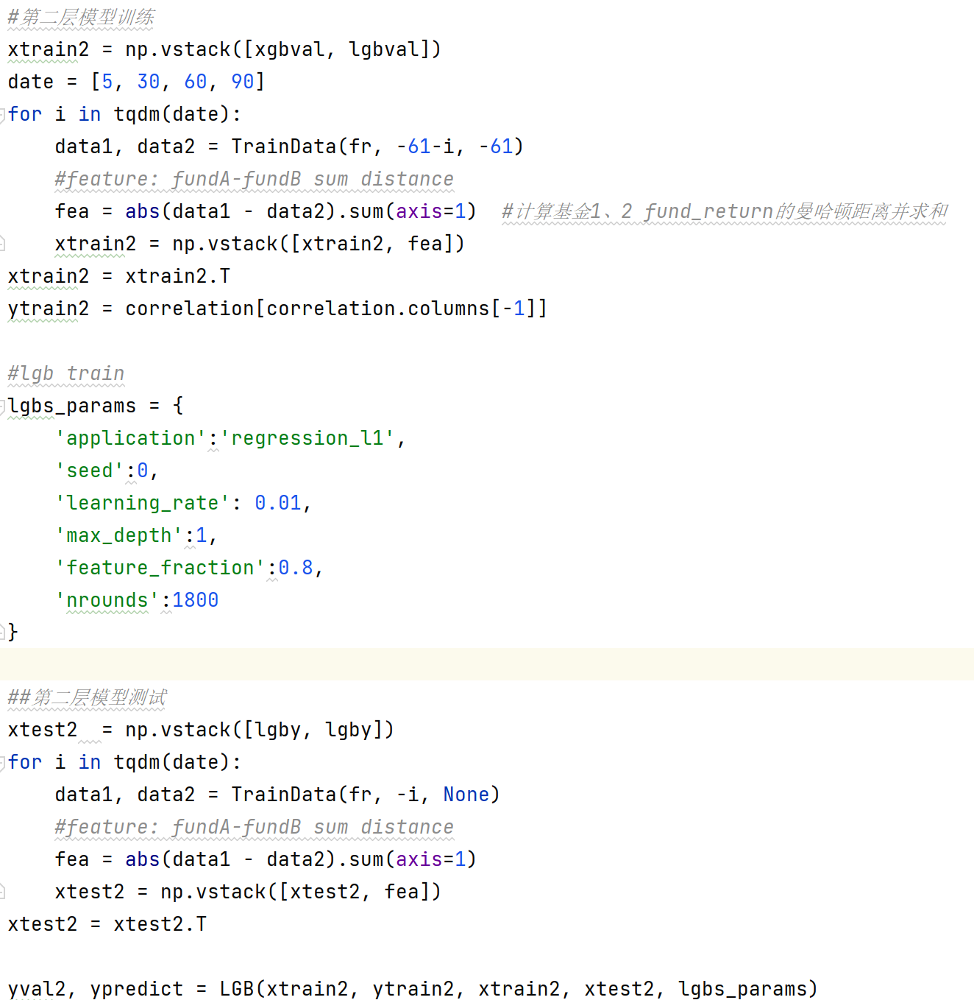 #第二层模型训练
xtrain2 = np.vstack([xgbval, lgbval])
date = [5, 30, 60, 90]
for i in tqdm(date):
    data1, data2 = TrainData(fr, -61-i, -61)
    #feature: fundA-fundB sum distance
    fea = abs(data1 - data2).sum(axis=1)  #计算基金1、2 fund_return的曼哈顿距离并求和
    xtrain2 = np.vstack([xtrain2, fea])
xtrain2 = xtrain2.T
ytrain2 = correlation[correlation.columns[-1]]
#lgb train
lgbs_params = {
    'application':'regression_l1',
    'seed':0,
    'learning_rate': 0.01,
    'max_depth':1,
    'feature_fraction':0.8,
    'nrounds':1800
}
##第二层模型测试
xtest2  = np.vstack([lgby, lgby])
for i in tqdm(date):
    data1, data2 = TrainData(fr, -i, None)
    #feature: fundA-fundB sum distance
    fea = abs(data1 - data2).sum(axis=1)
    xtest2 = np.vstack([xtest2, fea])
xtest2 = xtest2.T
yval2, ypredict = LGB(xtrain2, ytrain2, xtrain2, xtest2, lgbs_params)